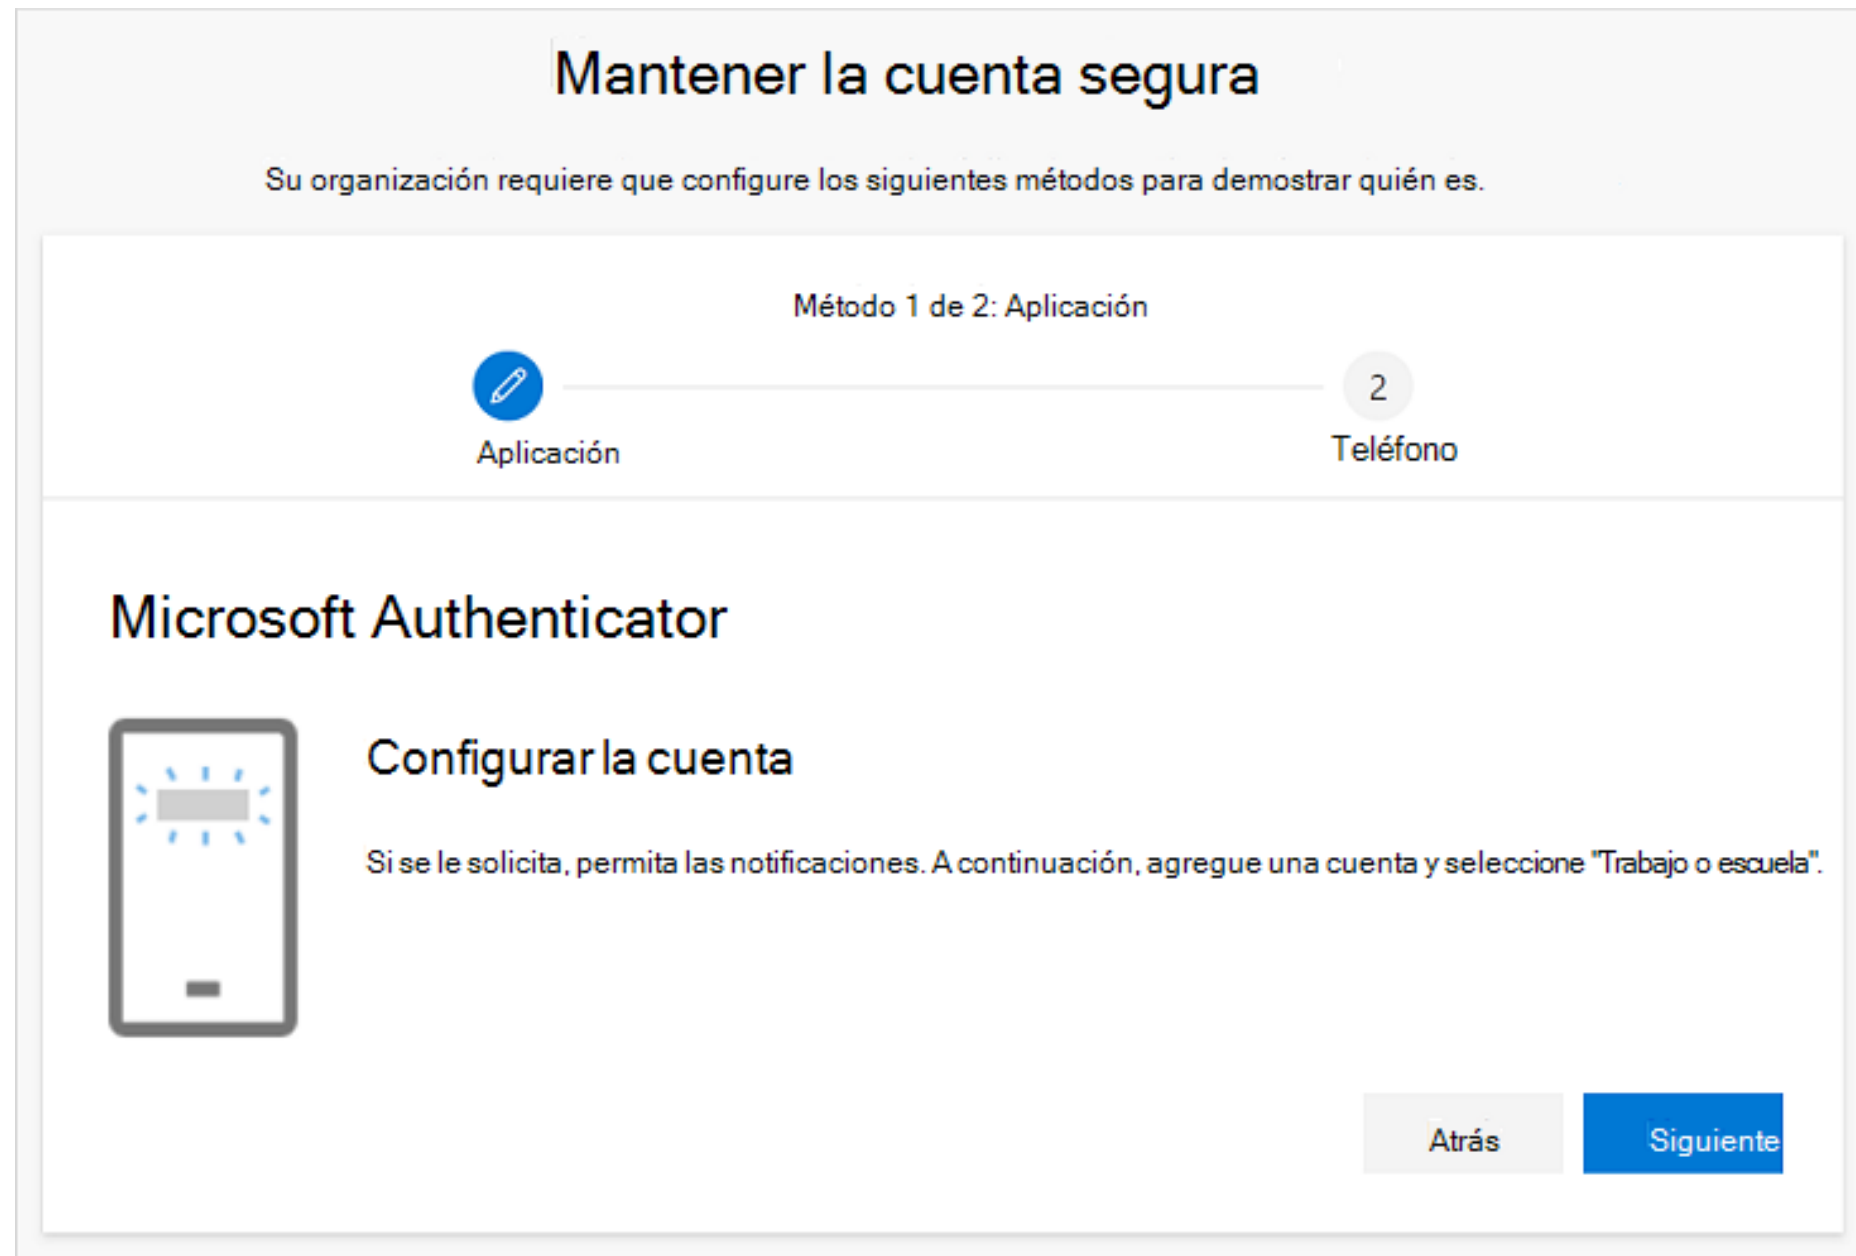 Mantener la cuenta segura
Su organización requiere que configure los siguientes métodos para demostrar quién es.
Método 1 de 2: Aplicación
2
Aplicación
Teléfono
Microsoft Authenticator
Configurar la cuenta
Si se le solicita, permita las notificaciones. A continuación, agregue una cuenta y seleccione "Trabajo o escuela".
Atrás
Siguiente